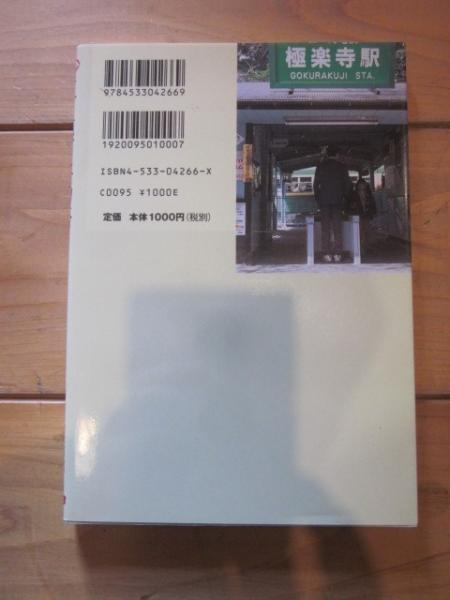 9784533042669
1920095010007
ISBN4-533-04266-X
C0095 ¥1000E
定価 本体1000円(税別)
極楽寺駅
GOKURAKUJI STA.